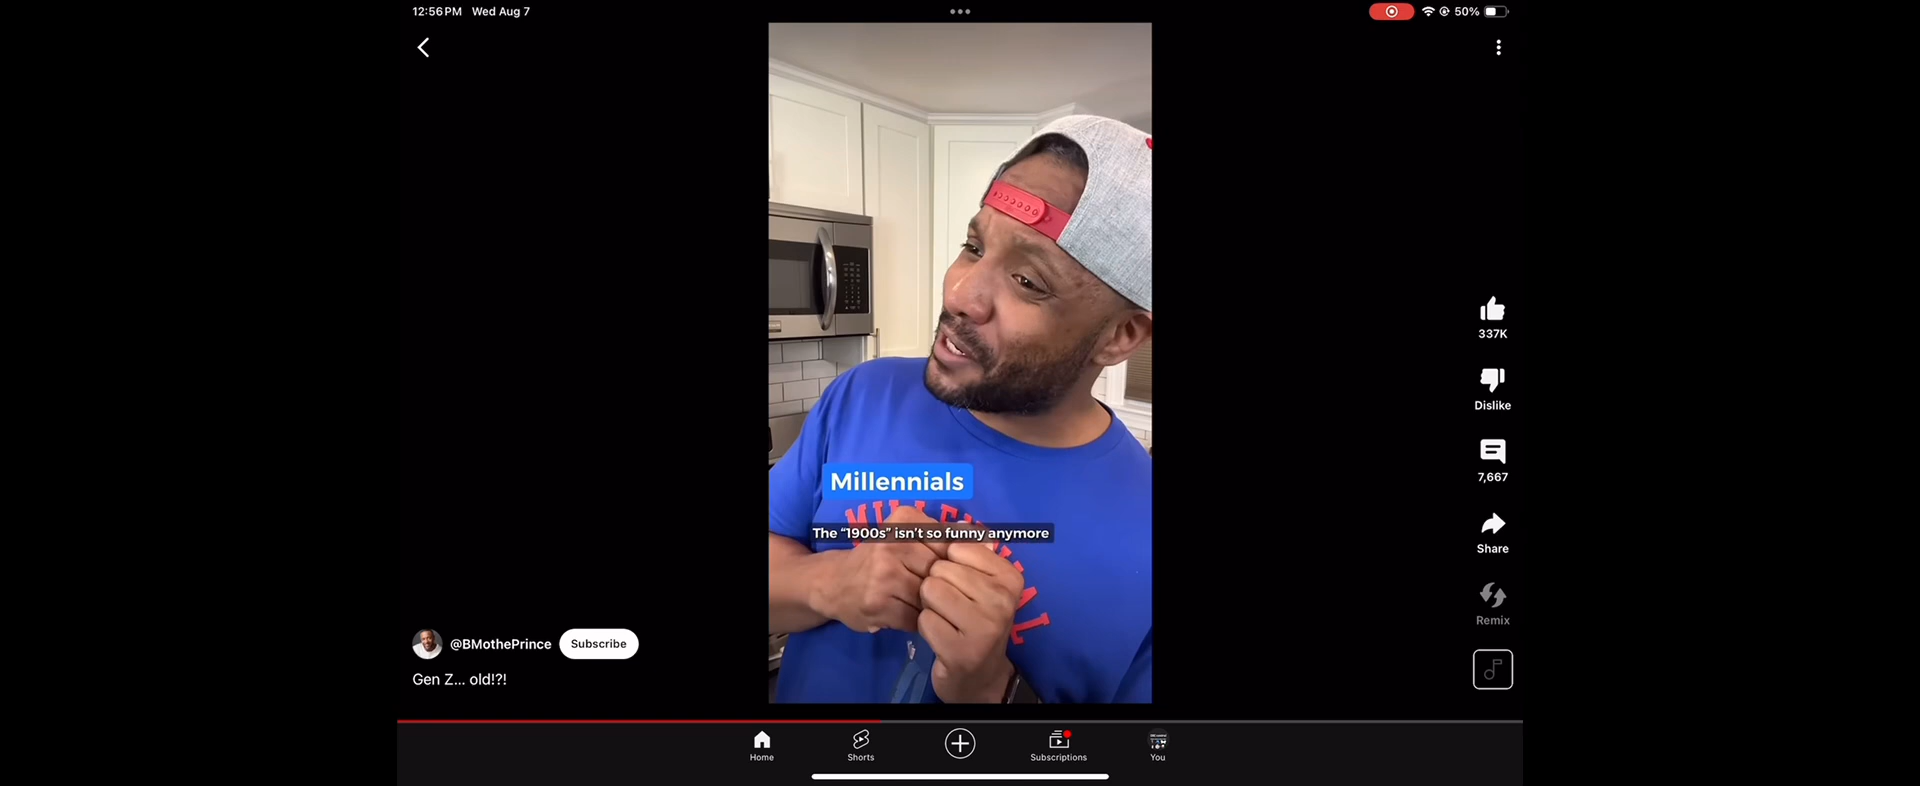 12:56 PM Wed Aug 7
50%
Millennials
The “1900s” isn’t so funny anymore
337K
Dislike
7,667
Share
Remix
@BMothePrince
Subscribe
Gen Z... old!?!
Home
Shorts
Subscriptions
You